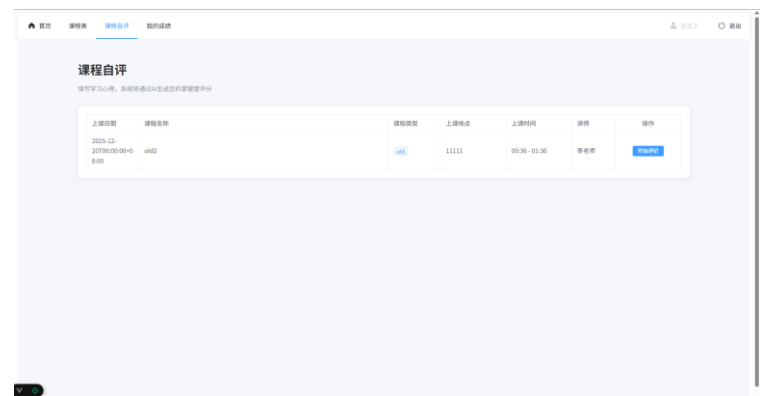 首页 课程表 课程自评 我的成绩 退出
课程自评
填写学习心得，系统将通过AI生成您的掌握度评分
上课日期 课程名称 课程类型 上课地点 上课时间 讲师 操作
2025-12-
20T00:00:00+0
8:00
old2 old 11111 00:36 - 01:36 李老师 开始评价